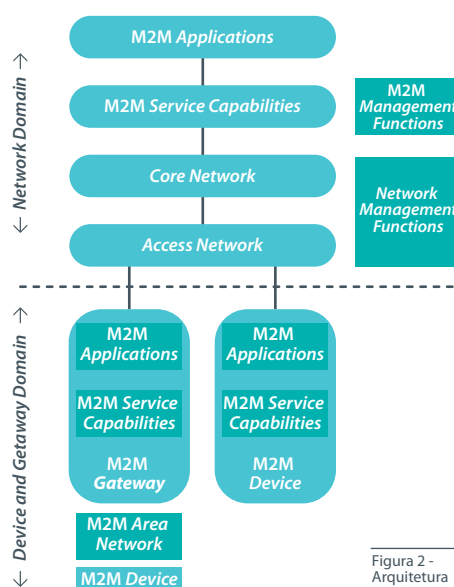 ← Network Domain →
M2M Applications
M2M Service Capabilities
M2M
Management
Functions
Core Network
Network
Management
Functions
Access Network
← Device and Getaway Domain →
M2M
Applications
M2M Service
Capabilities
M2M
Gateway
M2M
Applications
M2M Service
Capabilities
M2M
Device
M2M Area
Network
M2M Device
Figura 2 -
Arquitetura